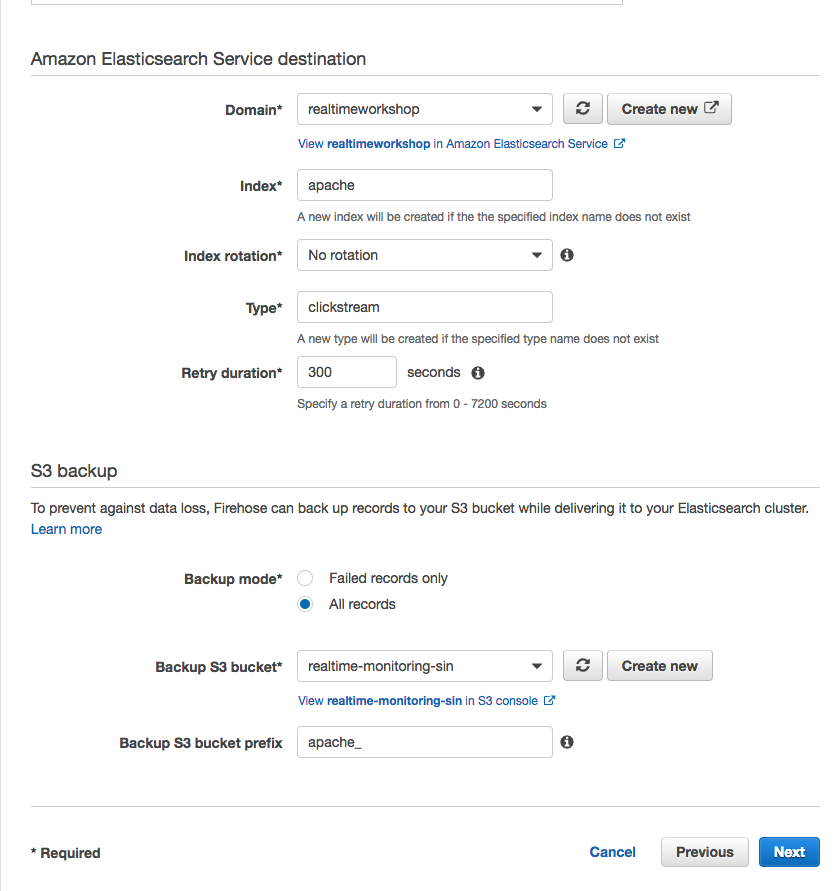 Amazon Elasticsearch Service destination
Domain* realtimeworkshop Create new
View realtimeworkshop in Amazon Elasticsearch Service
Index* apache
A new index will be created if the the specified index name does not exist
Index rotation* No rotation
Type* clickstream
A new type will be created if the specified type name does not exist
Retry duration* 300 seconds
Specify a retry duration from 0 - 7200 seconds
S3 backup
To prevent against data loss, Firehose can back up records to your S3 bucket while delivering it to your Elasticsearch cluster.
Learn more
Backup mode* Failed records only
All records
Backup S3 bucket* realtime-monitoring-sin Create new
View realtime-monitoring-sin in S3 console
Backup S3 bucket prefix apache_
* Required Cancel Previous Next